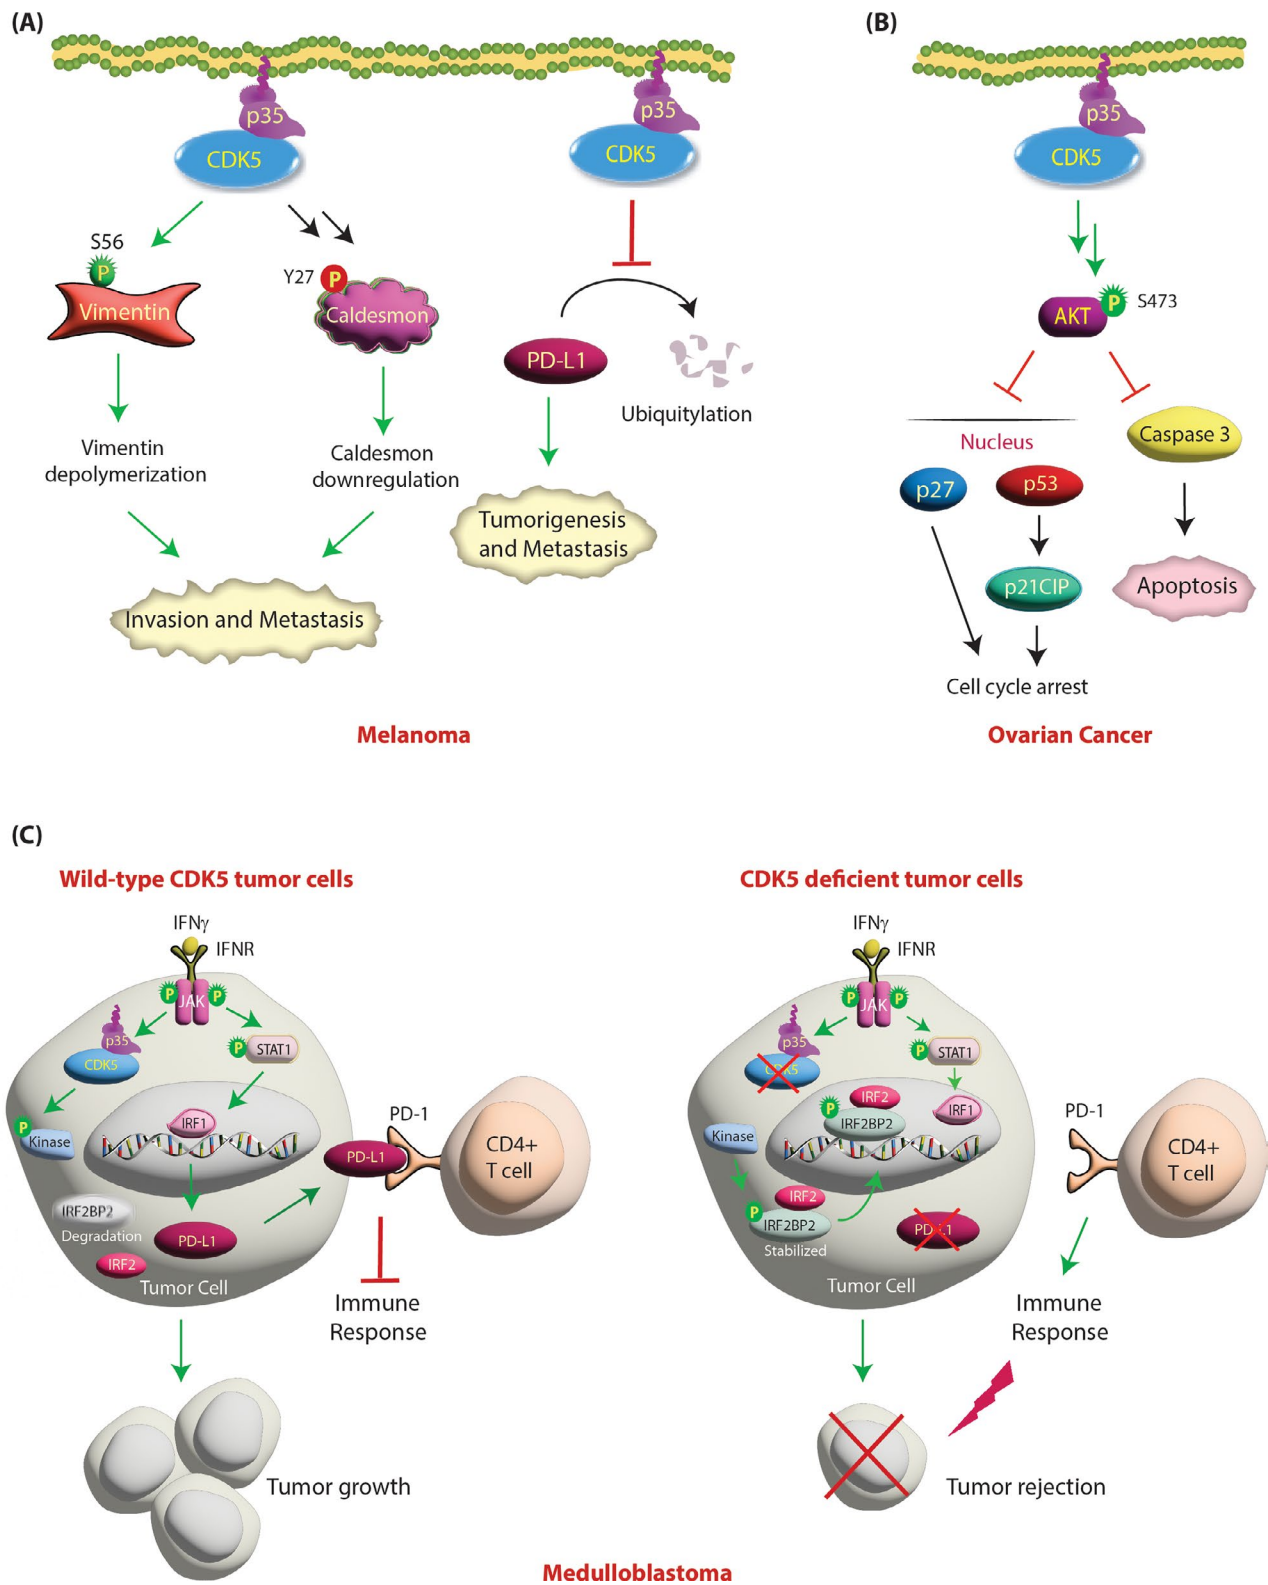 (A)
p35
CDK5
S56
P
Vimentin
Y27
P
Caldesmon
Vimentin
depolymerization
Caldesmon
downregulation
Invasion and Metastasis
p35
CDK5
PD-L1
Ubiquitylation
Tumorigenesis
and Metastasis
Melanoma
(B)
p35
CDK5
AKT
P
S473
Nucleus
Caspase 3
p27
p53
p21CIP
Apoptosis
Cell cycle arrest
Ovarian Cancer
(C)
Wild-type CDK5 tumor cells
IFNγ
IFNR
P
JAK
P
p35
CDK5
P
STAT1
P
Kinase
IRF1
PD-1
PD-L1
CD4+
T cell
IRF2BP2
Degradation
PD-L1
IRF2
Tumor Cell
Immune
Response
Tumor growth
CDK5 deficient tumor cells
IFNγ
IFNR
P
JAK
P
p35
CDK5
P
STAT1
IRF2
P
IRF2BP2
IRF1
Kinase
PD-1
CD4+
T cell
IRF2
P
IRF2BP2
Stabilized
PD-L1
Tumor Cell
Immune
Response
Tumor rejection
Medulloblastoma